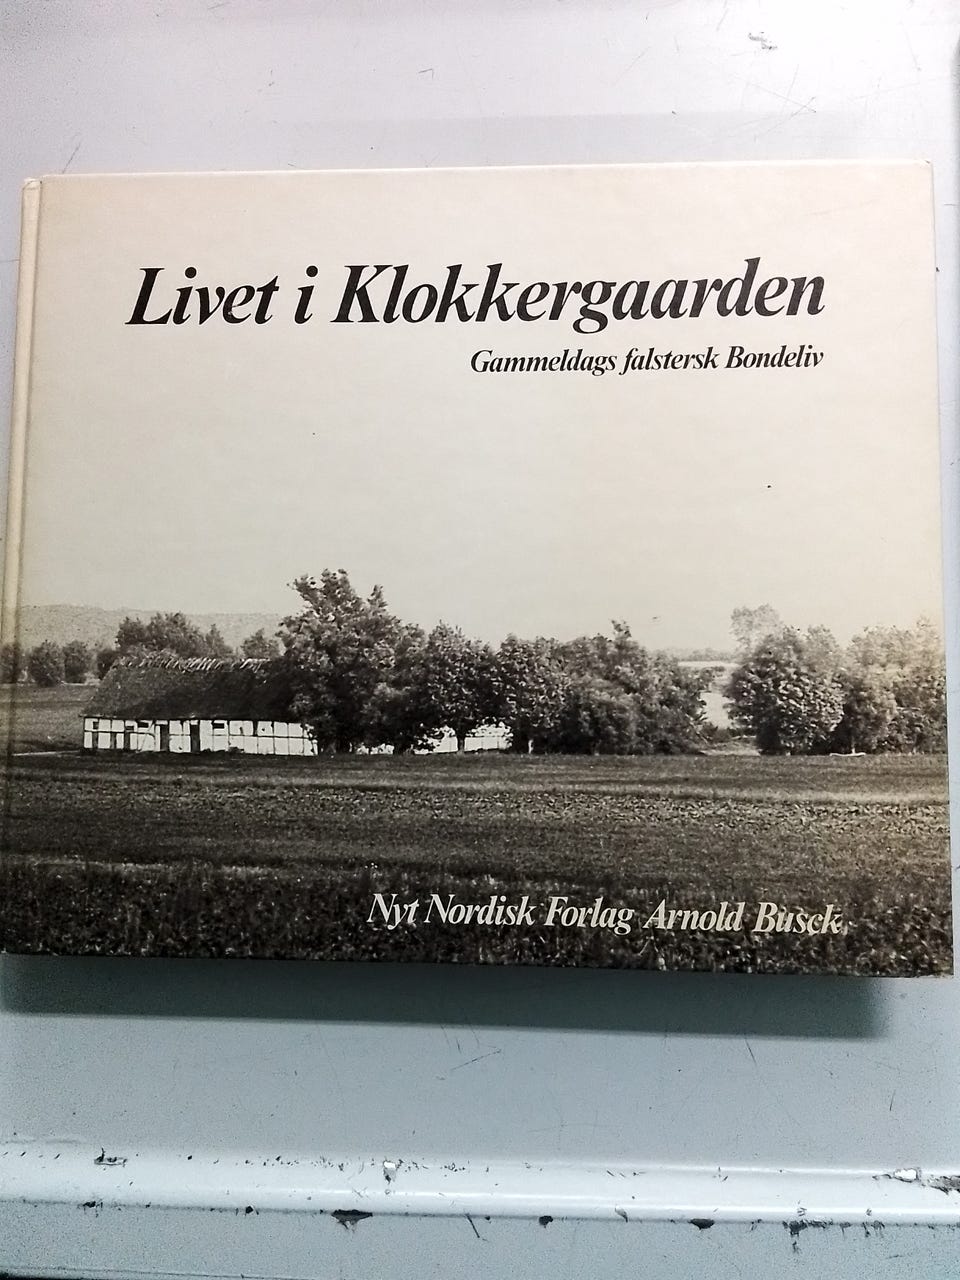 Livet i Klokkergaarden
Gammeldags falstersk Bondeliv
Nyt Nordisk Forlag Arnold Busck